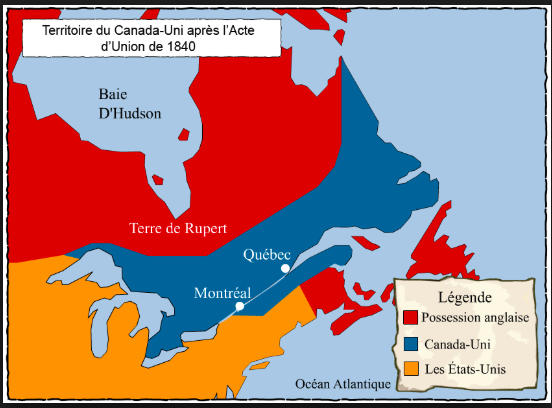 Territoire du Canada-Uni après l'Acte
d'Union de 1840
Baie
D'Hudson
Terre de Rupert
Québec
Montréal
Légende
Possession anglaise
Canada-Uni
Les États-Unis
Océan Atlantique